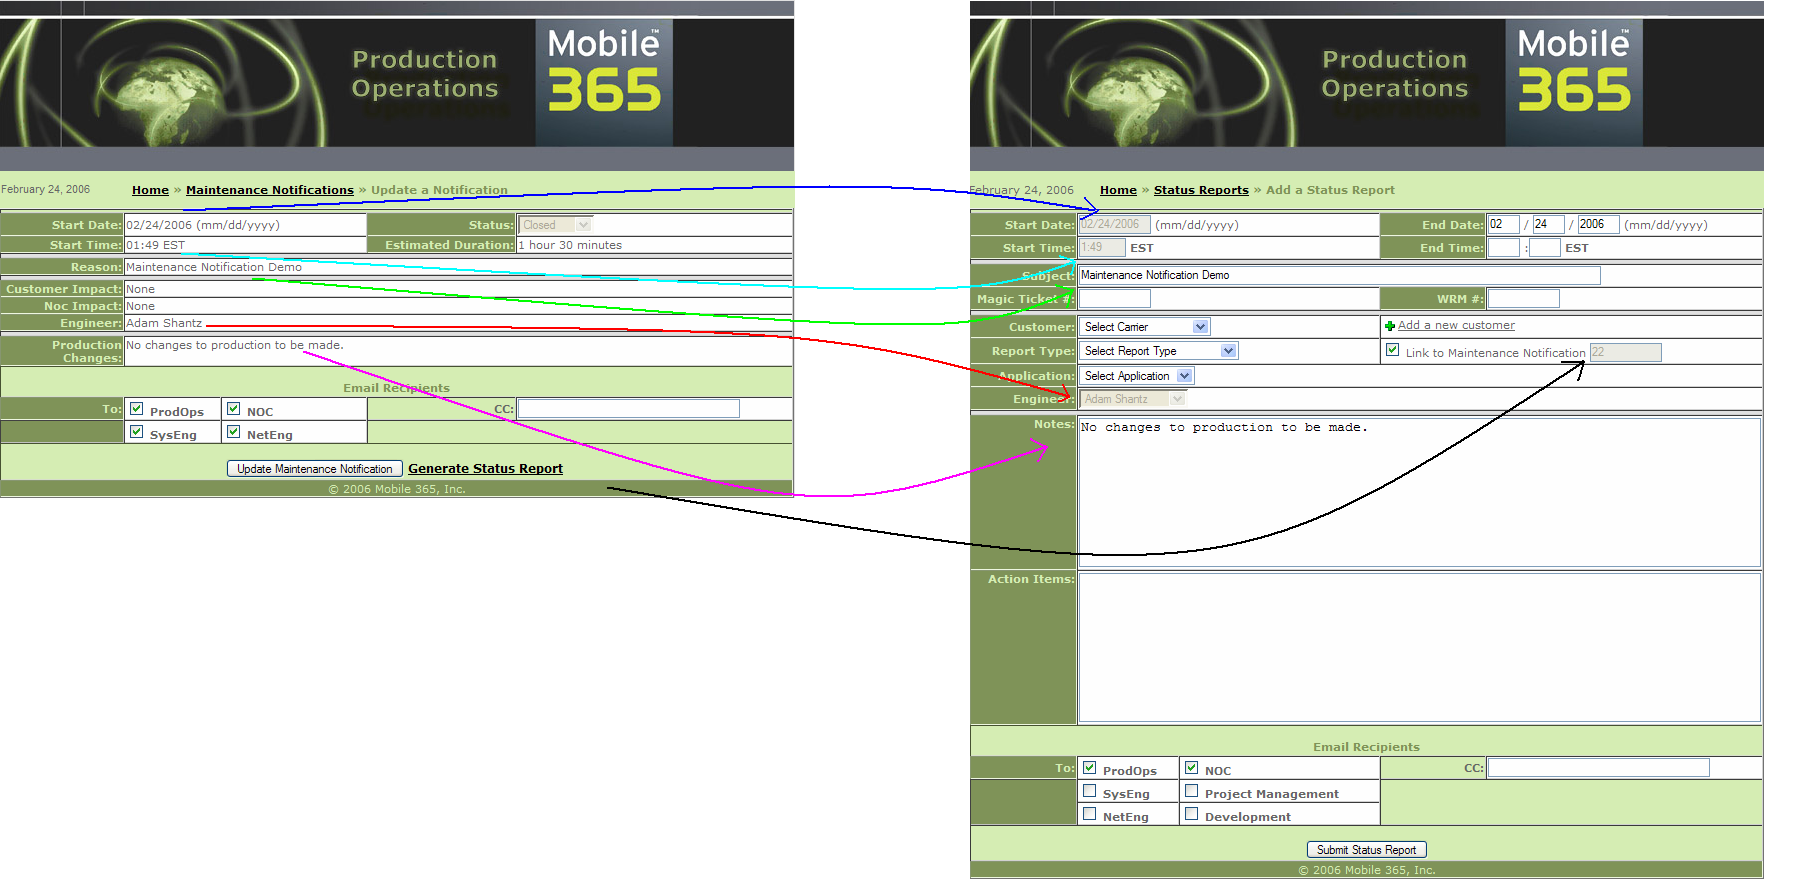 Production
Operations
Mobile™
365
February 24, 2006
Home » Maintenance Notifications » Update a Notification
Start Date: 02/24/2006 (mm/dd/yyyy) Status: Closed
Start Time: 01:49 EST Estimated Duration: 1 hour 30 minutes
Reason: Maintenance Notification Demo
Customer Impact: None
Noc Impact: None
Engineer: Adam Shantz
Production
Changes: No changes to production to be made.
Email Recipients
To: ProdOps NOC CC:
SysEng NetEng
Update Maintenance Notification Generate Status Report
© 2006 Mobile 365, Inc.
Production
Operations
Mobile™
365
February 24, 2006
Home » Status Reports » Add a Status Report
Start Date: 02/24/2006 (mm/dd/yyyy) End Date: 02 / 24 / 2006 (mm/dd/yyyy)
Start Time: 1:49 EST End Time: : EST
Subject: Maintenance Notification Demo
Magic Ticket #: WRM #:
Customer: Select Carrier Add a new customer
Report Type: Select Report Type Link to Maintenance Notification 22
Application: Select Application
Engineer: Adam Shantz
Notes: No changes to production to be made.
Action Items:
Email Recipients
To: ProdOps NOC CC:
SysEng Project Management
NetEng Development
Submit Status Report
© 2006 Mobile 365, Inc.